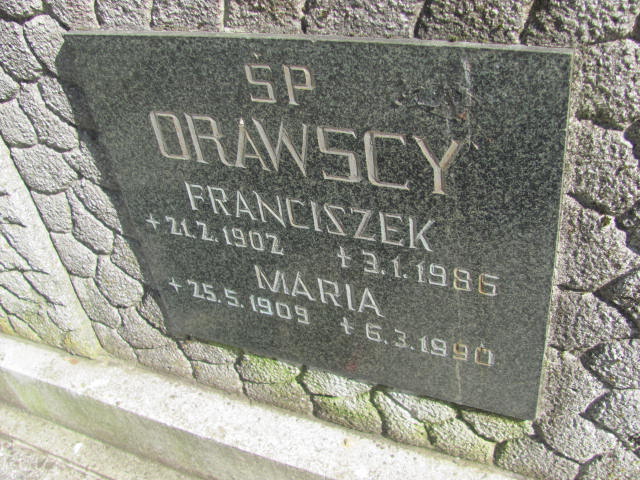 ŚP
ORAWSCY
FRANCISZEK
+21.2.1902 +3.1.1986
MARIA
+25.5.1909 +6.3.1990